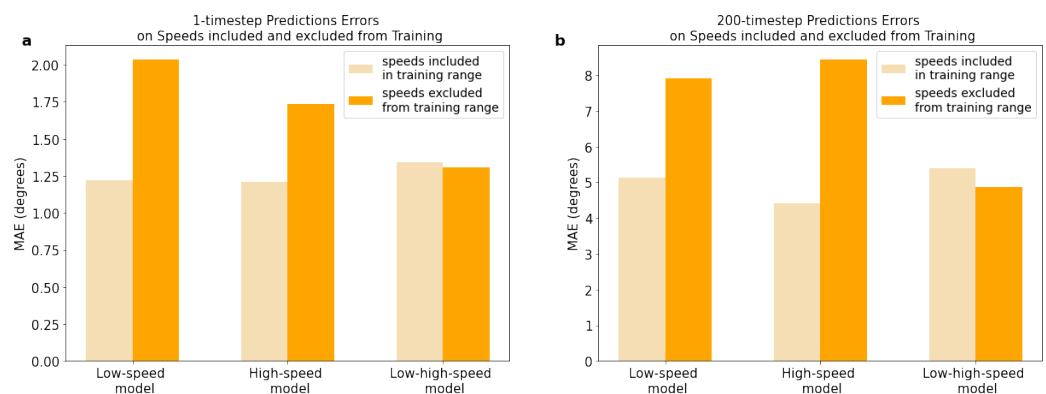 a
1-timestep Predictions Errors
on Speeds included and excluded from Training
MAE (degrees)
2.00
1.75
1.50
1.25
1.00
0.75
0.50
0.25
0.00
speeds included
in training range
speeds excluded
from training range
Low-speed
model
High-speed
model
Low-high-speed
model
b
200-timestep Predictions Errors
on Speeds included and excluded from Training
MAE (degrees)
8
7
6
5
4
3
2
1
0
speeds included
in training range
speeds excluded
from training range
Low-speed
model
High-speed
model
Low-high-speed
model